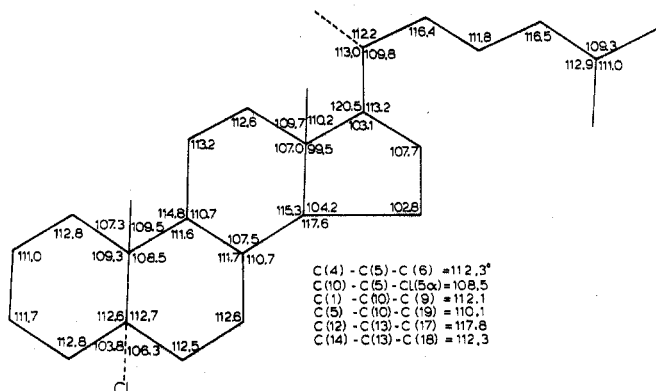 112.2 116.4 111.8 116.5 109.3
113.0 109.8 112.9 111.0
120.5 113.2
112.6 109.7 110.2 103.1
113.2 107.0 99.5 107.7
114.8 110.7 115.3 104.2 102.8
107.3 109.5 111.6 107.5 117.6
112.8 109.3 108.5 111.7 110.7
111.0
111.7 112.6 112.7 112.6
112.8 103.8 106.3 112.5
Cl
C(4) - C(5) - C(6) = 112.3°
C(10) - C(5) - Cl(5α) = 108.5
C(1) - C(10) - C(9) = 112.1
C(5) - C(10) - C(19) = 110.1
C(12) - C(13) - C(17) = 117.8
C(14) - C(13) - C(18) = 112.3